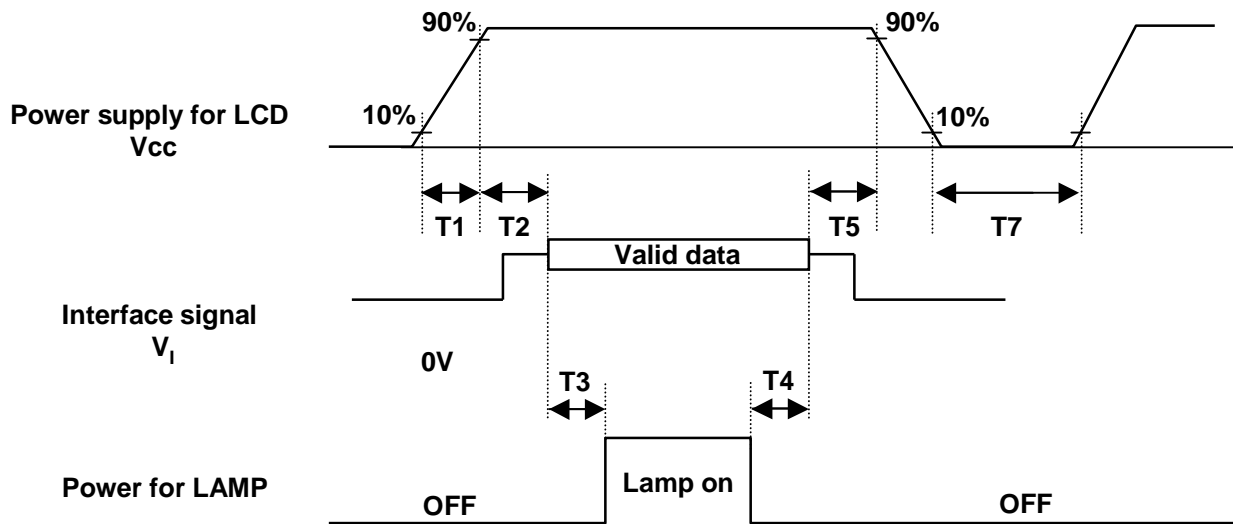 90%
90%
Power supply for LCD
Vcc
10%
10%
T1
T2
T5
T7
Valid data
Interface signal
VI
0V
T3
T4
Power for LAMP
OFF
Lamp on
OFF